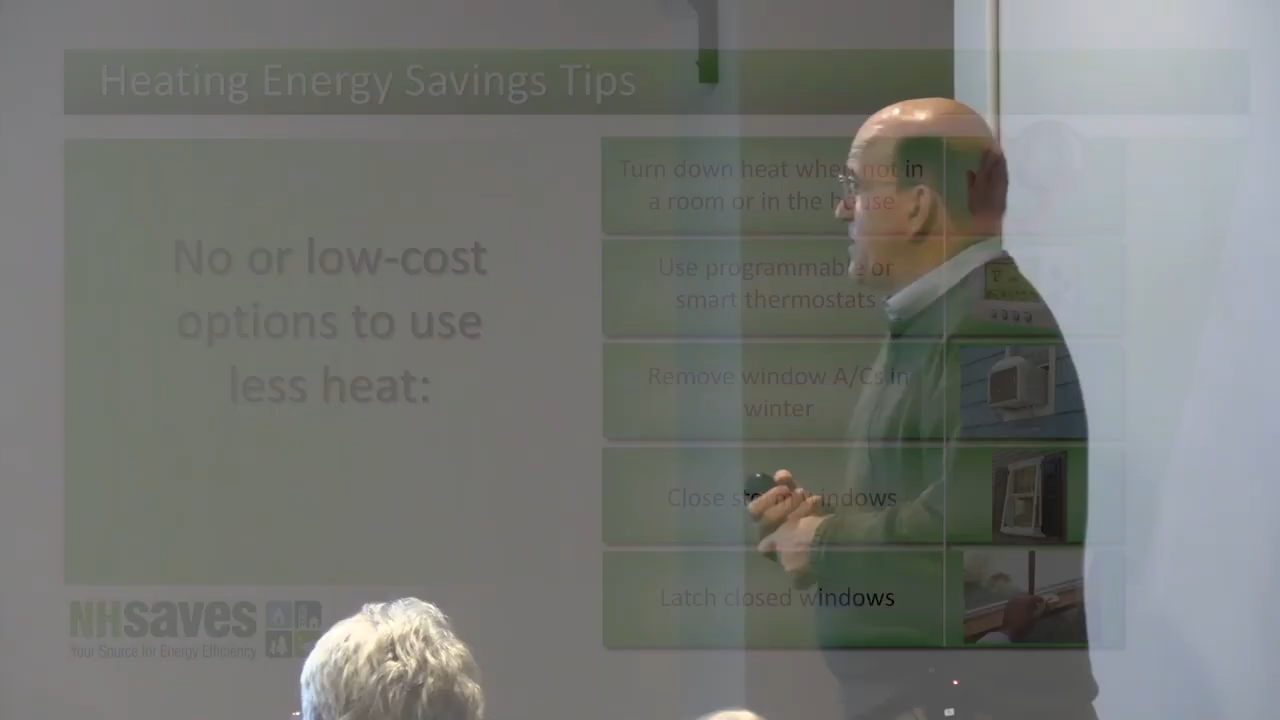 Heating Energy Savings Tips
No or low-cost
options to use
less heat:
Turn down heat when not in
a room or in the house
Use programmable or
smart thermostats
Remove window A/Cs in
winter
Close storm windows
Latch closed windows
NHsaves
Your Source for Energy Efficiency